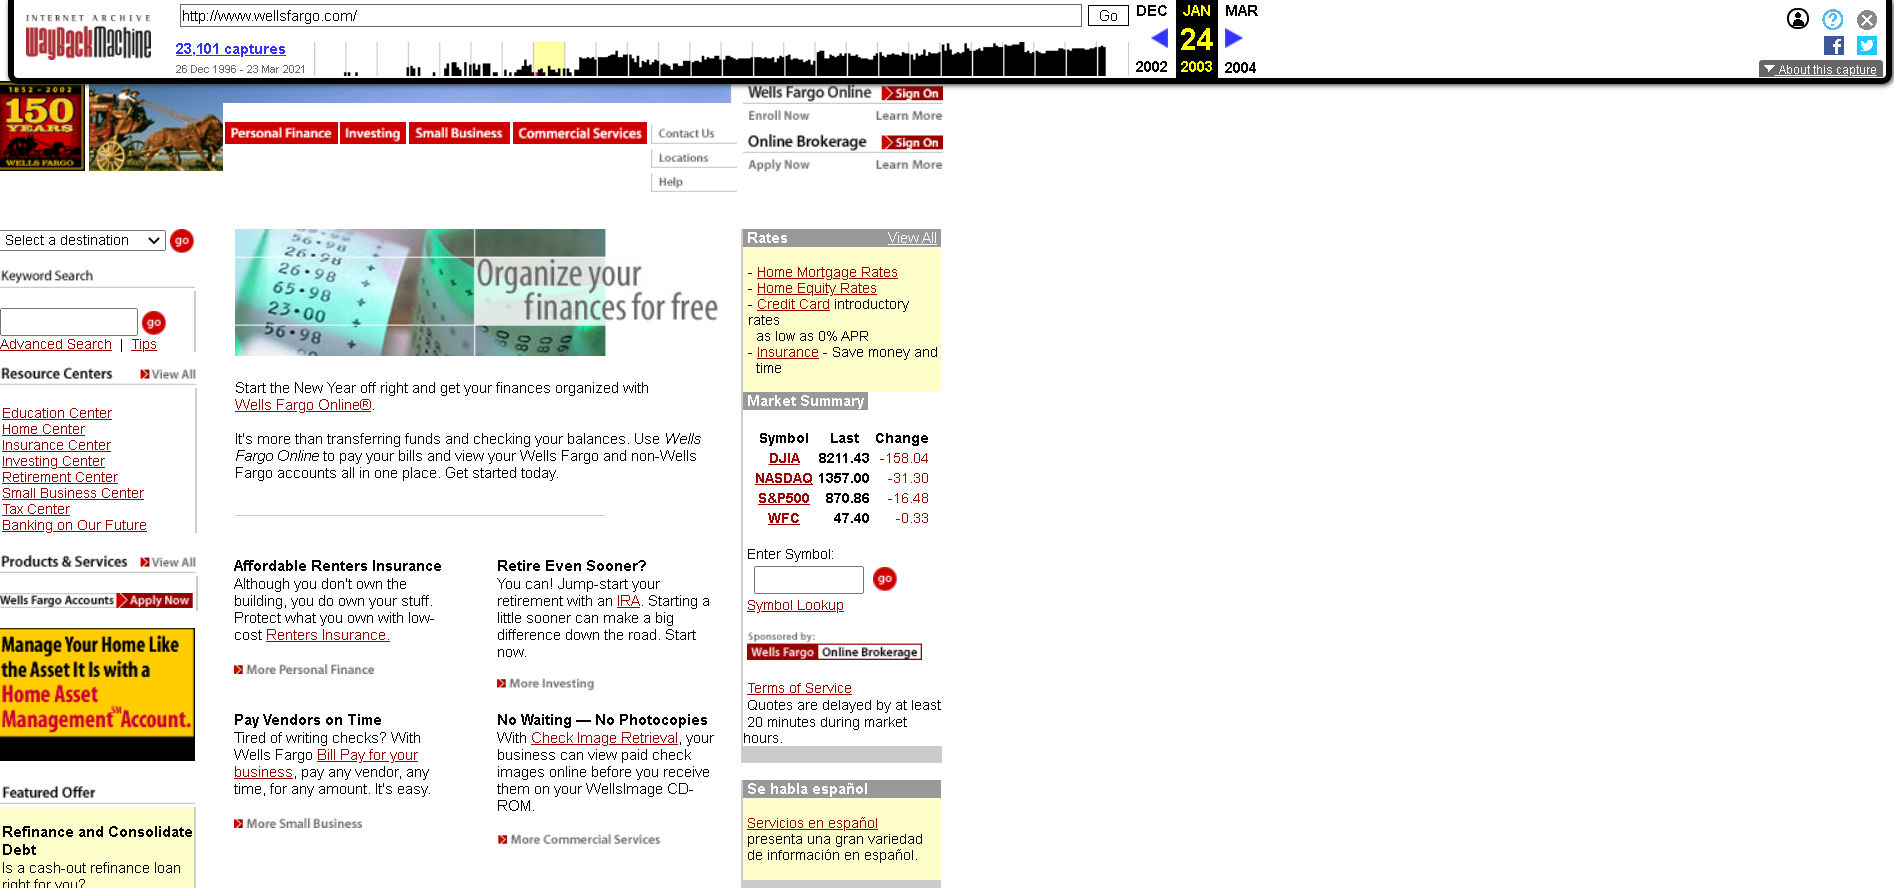 INTERNET ARCHIVE
WayBackMachine
http://www.wellsfargo.com/
Go
DEC
JAN
MAR
23,101 captures
24
26 Dec 1996 - 23 Mar 2021
2002
2003
2004
About this capture
1852 - 2002
150
YEARS
WELLS FARGO
Personal Finance
Investing
Small Business
Commercial Services
Contact Us
Locations
Help
Wells Fargo Online
Sign On
Enroll Now
Learn More
Online Brokerage
Sign On
Apply Now
Learn More
Select a destination
go
Keyword Search
go
Advanced Search | Tips
Resource Centers
View All
Education Center
Home Center
Insurance Center
Investing Center
Retirement Center
Small Business Center
Tax Center
Banking on Our Future
Products & Services
View All
Wells Fargo Accounts
Apply Now
Manage Your Home Like
the Asset It Is with a
Home Asset
Management℠ Account.
Featured Offer
Refinance and Consolidate
Debt
Is a cash-out refinance loan
right for you?
56·98 +
26·98 +
65·98 +
23·00 +
56·98 +
Organize your
finances for free
Start the New Year off right and get your finances organized with
Wells Fargo Online®.
It's more than transferring funds and checking your balances. Use Wells
Fargo Online to pay your bills and view your Wells Fargo and non-Wells
Fargo accounts all in one place. Get started today.
Affordable Renters Insurance
Although you don't own the
building, you do own your stuff.
Protect what you own with low-
cost Renters Insurance.
More Personal Finance
Retire Even Sooner?
You can! Jump-start your
retirement with an IRA. Starting a
little sooner can make a big
difference down the road. Start
now.
More Investing
Pay Vendors on Time
Tired of writing checks? With
Wells Fargo Bill Pay for your
business, pay any vendor, any
time, for any amount. It's easy.
More Small Business
No Waiting — No Photocopies
With Check Image Retrieval, your
business can view paid check
images online before you receive
them on your WellsImage CD-
ROM.
More Commercial Services
Rates
View All
- Home Mortgage Rates
- Home Equity Rates
- Credit Card introductory
rates
as low as 0% APR
- Insurance - Save money and
time
Market Summary
Symbol Last Change
DJIA 8211.43 -158.04
NASDAQ 1357.00 -31.30
S&P500 870.86 -16.48
WFC 47.40 -0.33
Enter Symbol:
go
Symbol Lookup
Sponsored by:
Wells Fargo Online Brokerage
Terms of Service
Quotes are delayed by at least
20 minutes during market
hours.
Se habla español
Servicios en español
presenta una gran variedad
de información en español.